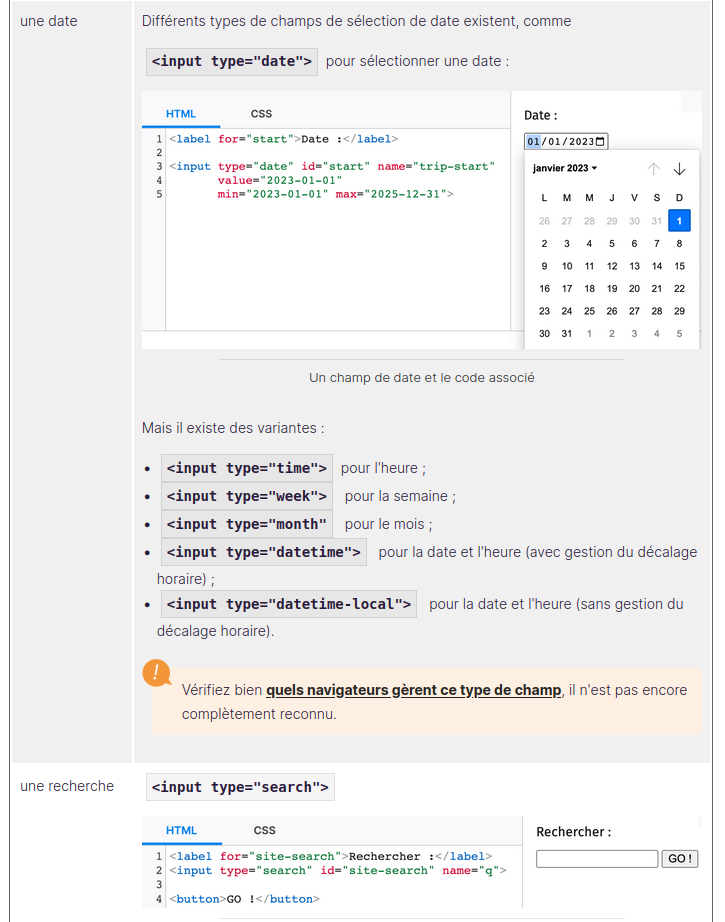 une date
Différents types de champs de sélection de date existent, comme
<input type="date"> pour sélectionner une date :
HTML CSS
1 <label for="start">Date :</label>
2
3 <input type="date" id="start" name="trip-start"
4 value="2023-01-01"
5 min="2023-01-01" max="2025-12-31">
Date :
01/01/2023
janvier 2023
L M M J V S D
26 27 28 29 30 31 1
2 3 4 5 6 7 8
9 10 11 12 13 14 15
16 17 18 19 20 21 22
23 24 25 26 27 28 29
30 31 1 2 3 4 5
Un champ de date et le code associé
Mais il existe des variantes :
• <input type="time"> pour l'heure ;
• <input type="week"> pour la semaine ;
• <input type="month" pour le mois ;
• <input type="datetime"> pour la date et l'heure (avec gestion du décalage
horaire) ;
• <input type="datetime-local"> pour la date et l'heure (sans gestion du
décalage horaire).
!
Vérifiez bien quels navigateurs gèrent ce type de champ, il n'est pas encore
complètement reconnu.
une recherche
<input type="search">
HTML CSS
1 <label for="site-search">Rechercher :</label>
2 <input type="search" id="site-search" name="q">
3
4 <button>GO !</button>
Rechercher :
GO !